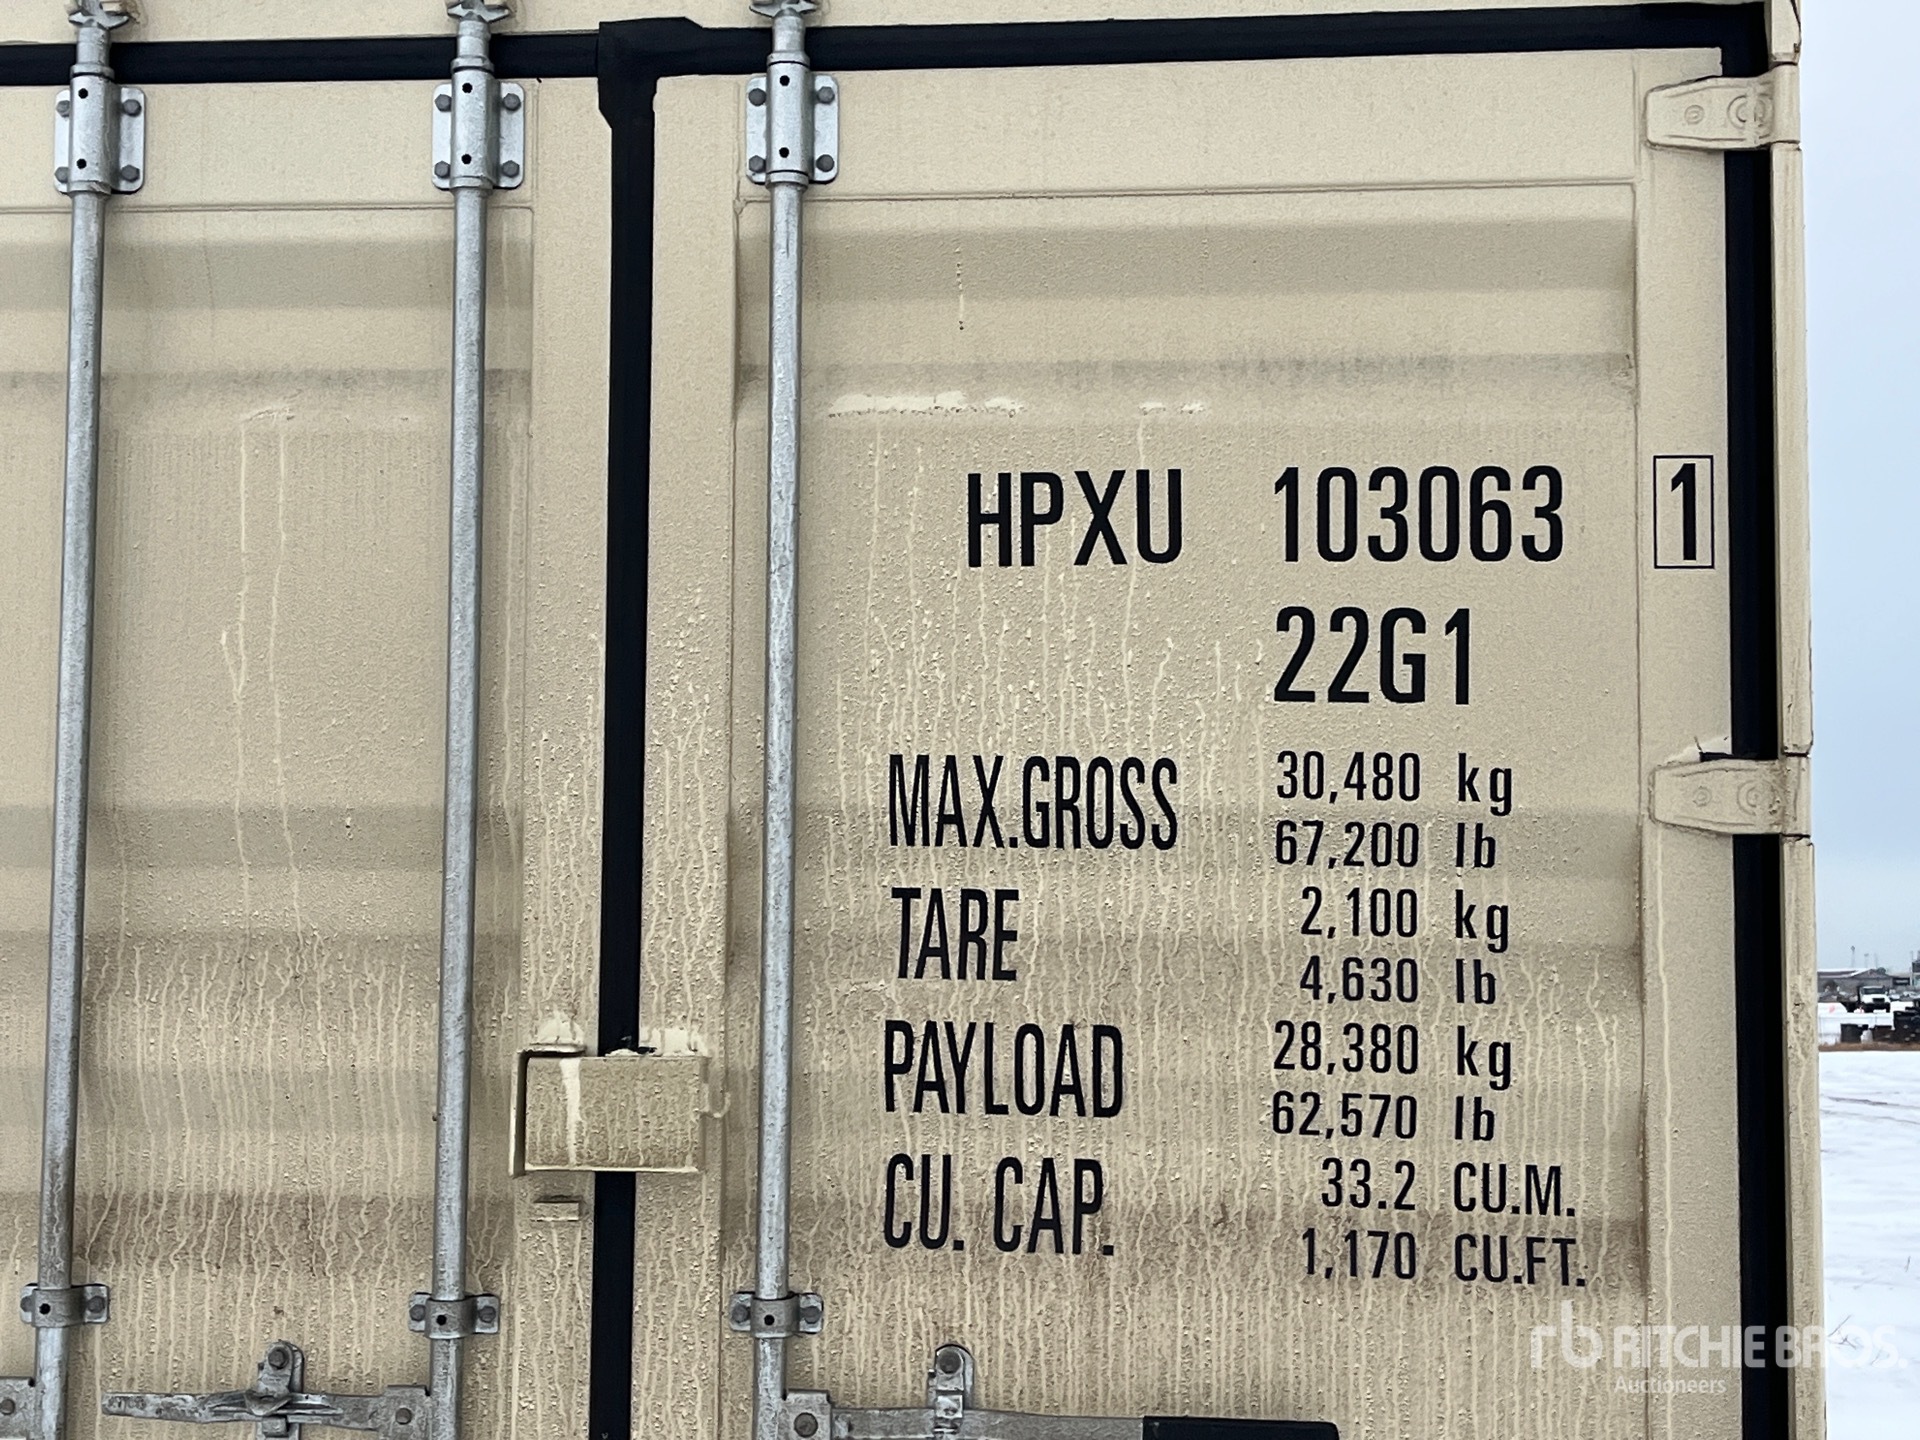 HPXU 103063 1
22G1
MAX.GROSS 30,480 kg
67,200 lb
TARE 2,100 kg
4,630 lb
PAYLOAD 28,380 kg
62,570 lb
CU. CAP. 33.2 CU.M.
1,170 CU.FT.
rb RITCHIE BROS.
Auctioneers